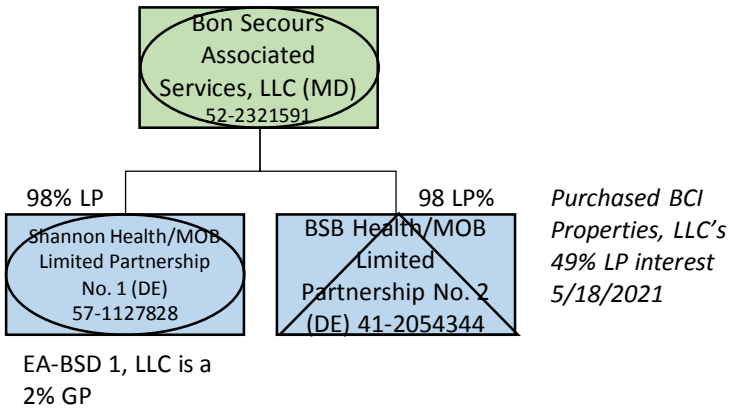 Bon Secours
Associated
Services, LLC (MD)
52-2321591
98% LP
98 LP%
Shannon Health/MOB
Limited Partnership
No. 1 (DE)
57-1127828
BSB Health/MOB
Limited
Partnership No. 2
(DE) 41-2054344
Purchased BCI
Properties, LLC’s
49% LP interest
5/18/2021
EA-BSD 1, LLC is a
2% GP